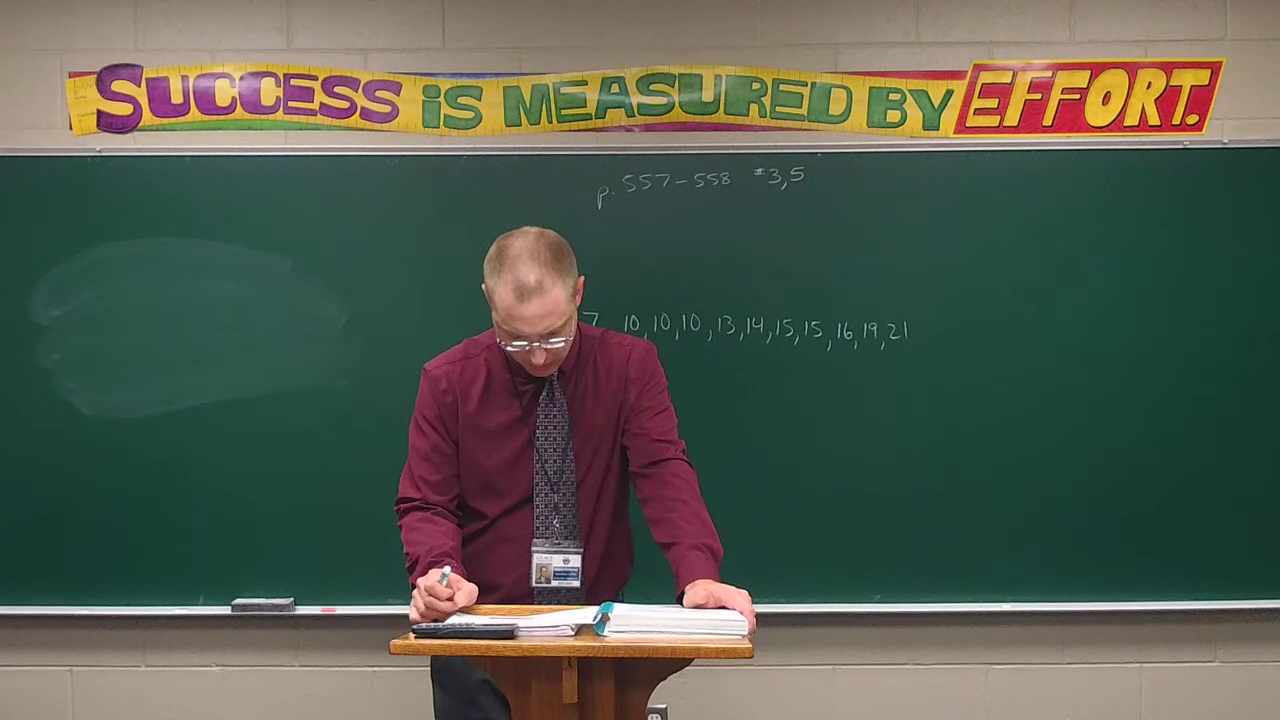 SUCCESS IS MEASURED BY EFFORT.
p. 557-558 #3,5
7 10,10,10,13,14,15,15,16,19,21